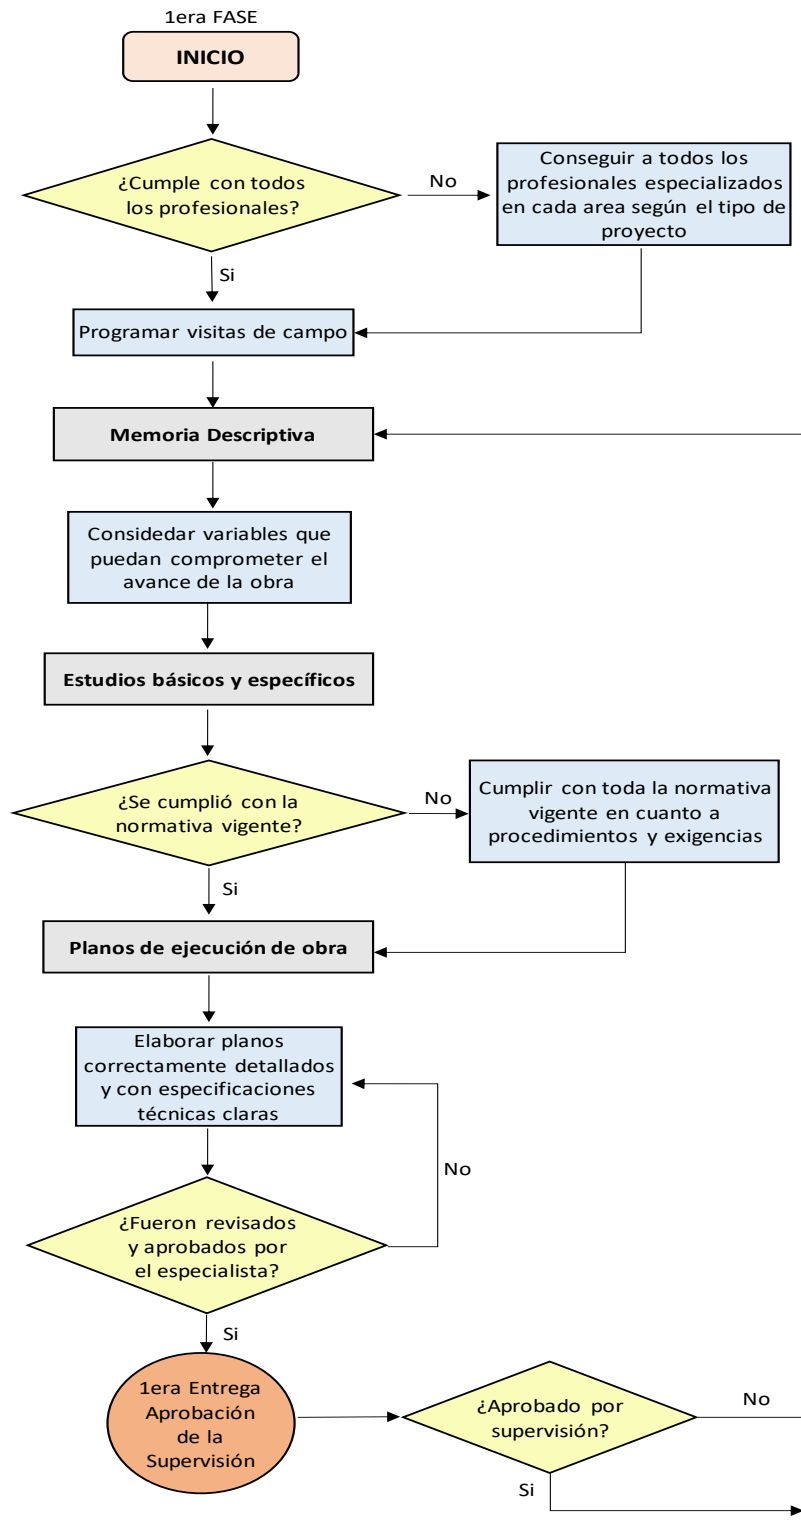 1era FASE
INICIO
¿Cumple con todos
los profesionales?
No
Conseguir a todos los
profesionales especializados
en cada area según el tipo de
proyecto
Si
Programar visitas de campo
Memoria Descriptiva
Considedar variables que
puedan comprometer el
avance de la obra
Estudios básicos y específicos
¿Se cumplió con la
normativa vigente?
No
Cumplir con toda la normativa
vigente en cuanto a
procedimientos y exigencias
Si
Planos de ejecución de obra
Elaborar planos
correctamente detallados
y con especificaciones
técnicas claras
No
¿Fueron revisados
y aprobados por
el especialista?
Si
1era Entrega
Aprobación
de la
Supervisión
¿Aprobado por
supervisión?
No
Si